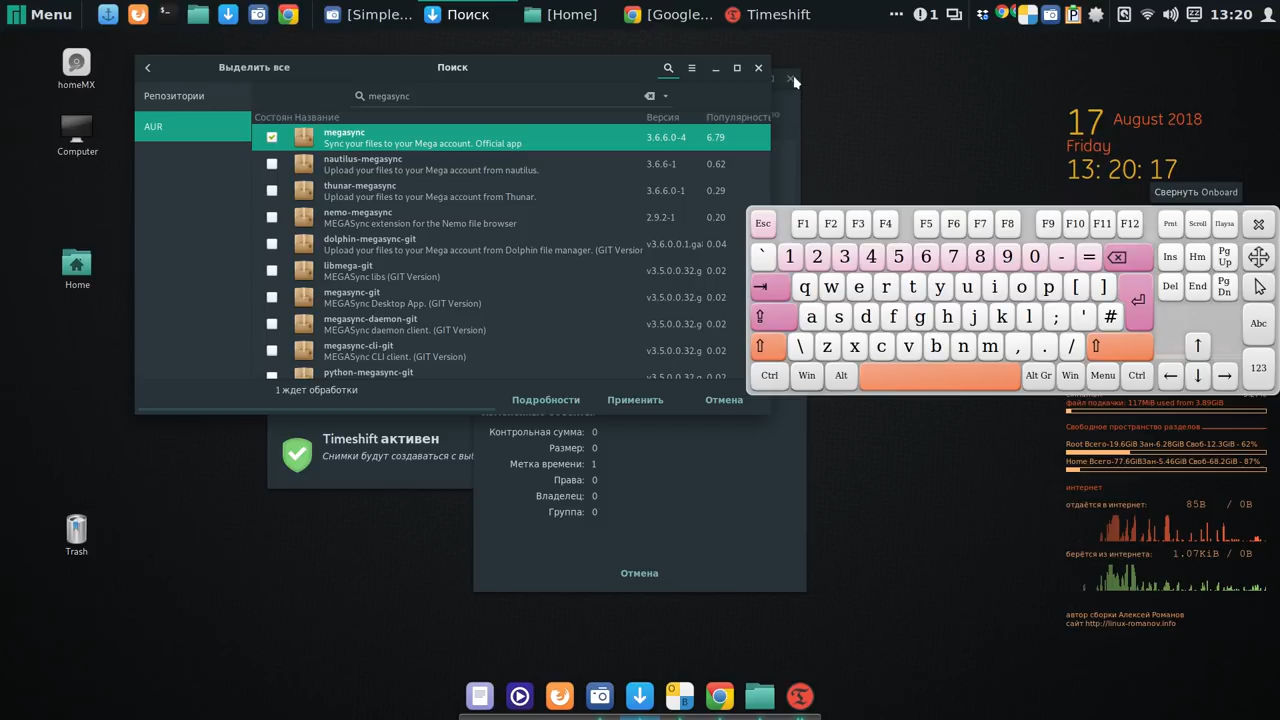 Menu
[Simple...
Поиск
[Home]
[Google...
Timeshift
1
13:20
homeMX
Computer
Home
Trash
Выделить все
Поиск
Репозитории
AUR
megasync
Состоян Название Версия Популярность
megasync
Sync your files to your Mega account. Official app
3.6.6.0-4 6.79
nautilus-megasync
Upload your files to your Mega account from nautilus.
3.6.6-1 0.62
thunar-megasync
Upload your files to your Mega account from Thunar.
3.6.6.0-1 0.29
nemo-megasync
MEGASync extension for the Nemo file browser
2.9.2-1 0.20
dolphin-megasync-git
Upload your files to your Mega account from Dolphin file manager. (GIT Version
v3.6.0.0.1.ga 0.04
libmega-git
MEGASync libs (GIT Version)
v3.5.0.0.32.g 0.02
megasync-git
MEGASync Desktop App. (GIT Version)
v3.5.0.0.32.g 0.02
megasync-daemon-git
MEGASync daemon client. (GIT Version)
v3.5.0.0.32.g 0.02
megasync-cli-git
MEGASync CLI client. (GIT Version)
v3.5.0.0.32.g 0.02
python-megasync-git
v3.5.0.0.32.g 0.02
1 ждет обработки
Подробности Применить Отмена
Timeshift активен
Снимки будут создаваться с вы
Контрольная сумма: 0
Размер: 0
Метка времени: 1
Права: 0
Владелец: 0
Группа: 0
Отмена
17 August 2018
Friday
13: 20: 17
Свернуть Onboard
Esc F1 F2 F3 F4 F5 F6 F7 F8 F9 F10 F11 F12 Prnt Scroll Пауза
` 1 2 3 4 5 6 7 8 9 0 - = Ins Hm Pg Up
q w e r t y u i o p [ ] Del End Pg Dn
a s d f g h j k l ; ' # Abc
\ z x c v b n m , . /
Ctrl Win Alt Alt Gr Win Menu Ctrl 123
файл подкачки: 117MiB used from 3.89GiB
Свободное пространство разделов
Root Всего-19.6GiB Зан-6.28GiB Своб-12.3GiB - 62%
Home Всего-77.6GiBЗан-5.46GiB Своб-68.2GiB - 87%
интернет
отдаётся в интернет: 85B / 0B
берётся из интернета: 1.07KiB / 0B
автор сборки Алексей Романов
сайт http://linux-romanov.info